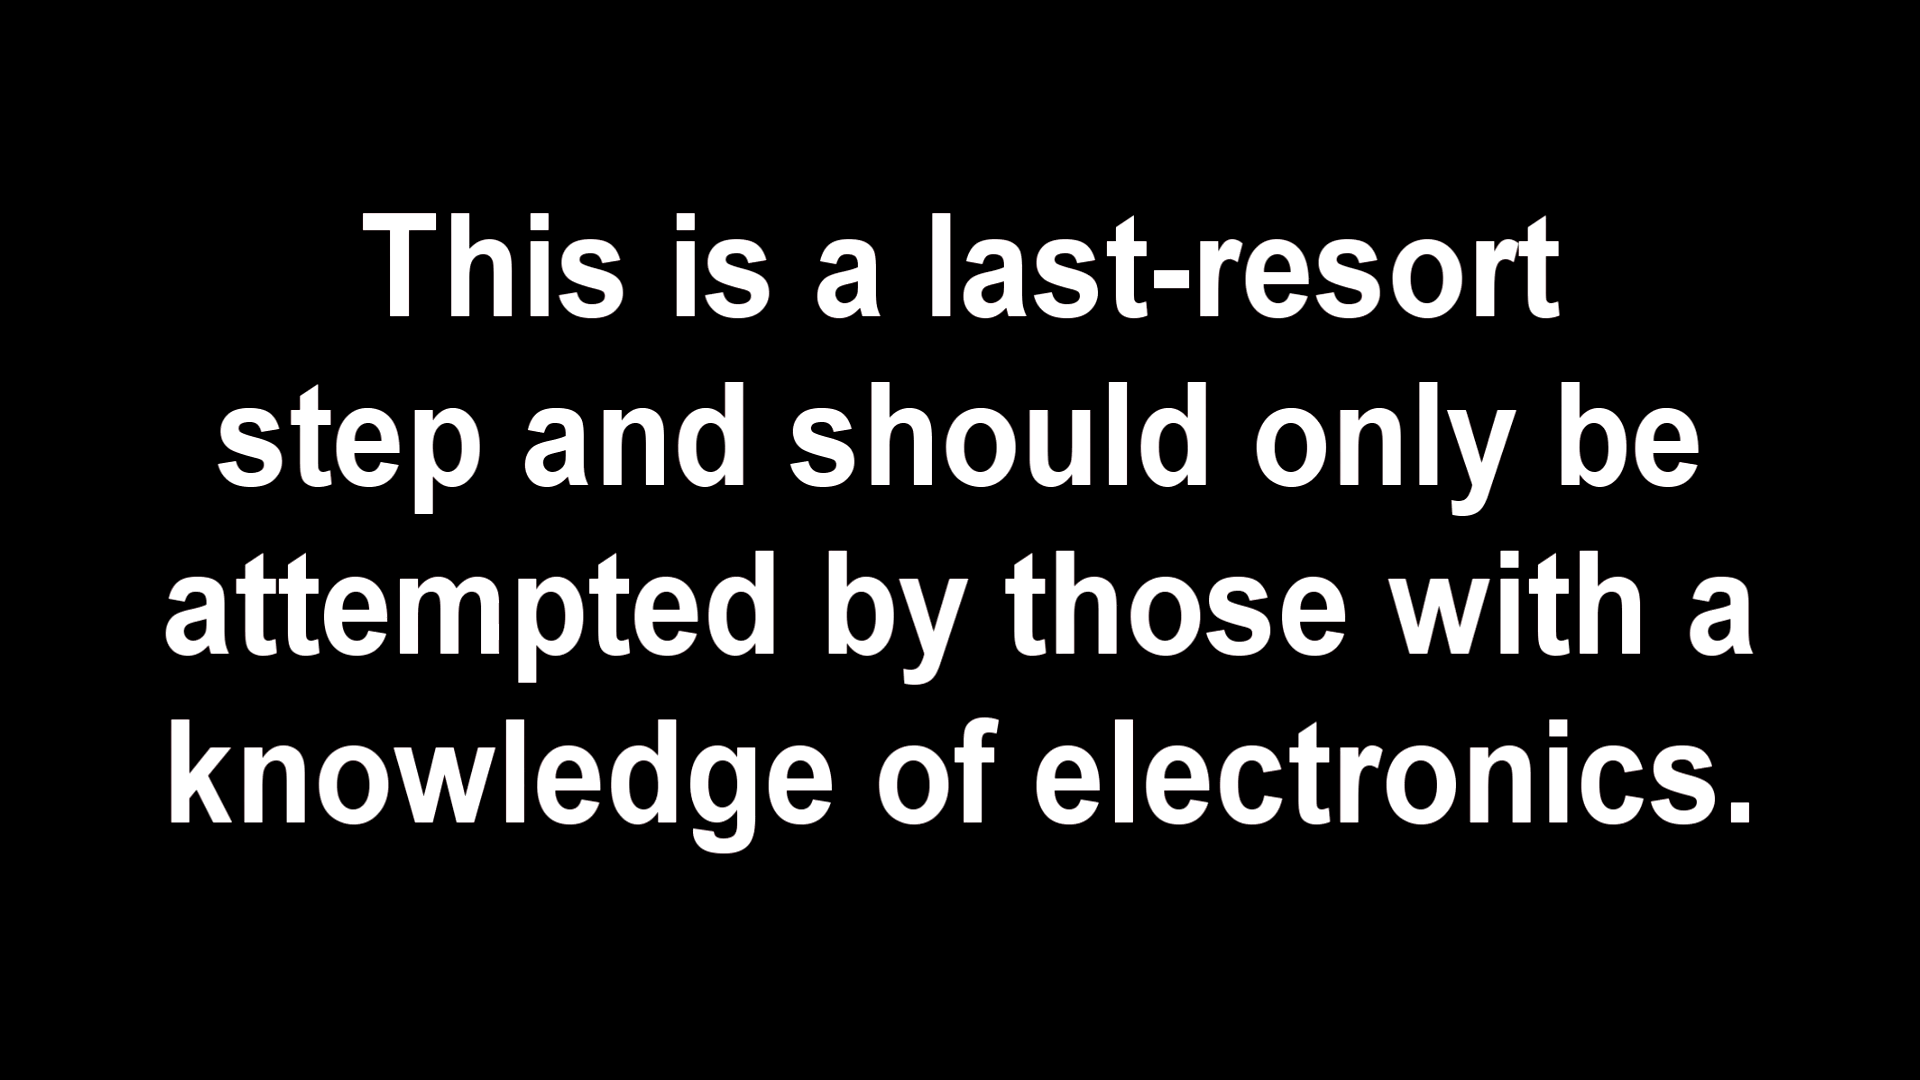 This is a last-resort
step and should only be
attempted by those with a
knowledge of electronics.